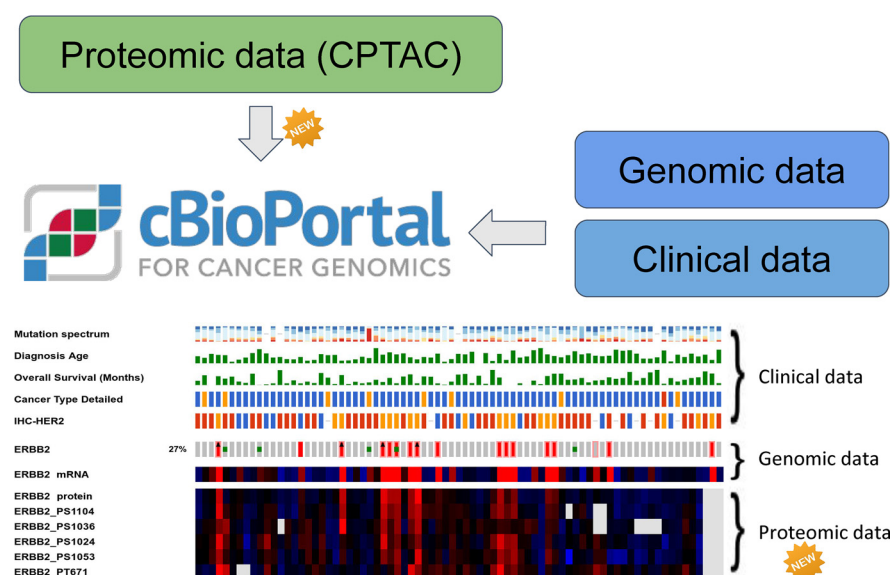 Proteomic data (CPTAC)
NEW
Genomic data
cBioPortal
FOR CANCER GENOMICS
Clinical data
Mutation spectrum
Diagnosis Age
Overall Survival (Months)
Cancer Type Detailed
IHC-HER2
Clinical data
ERBB2 27%
ERBB2 mRNA
Genomic data
ERBB2 protein
ERBB2_PS1104
ERBB2_PS1036
ERBB2_PS1024
ERBB2_PS1053
ERBB2_PT671
Proteomic data
NEW